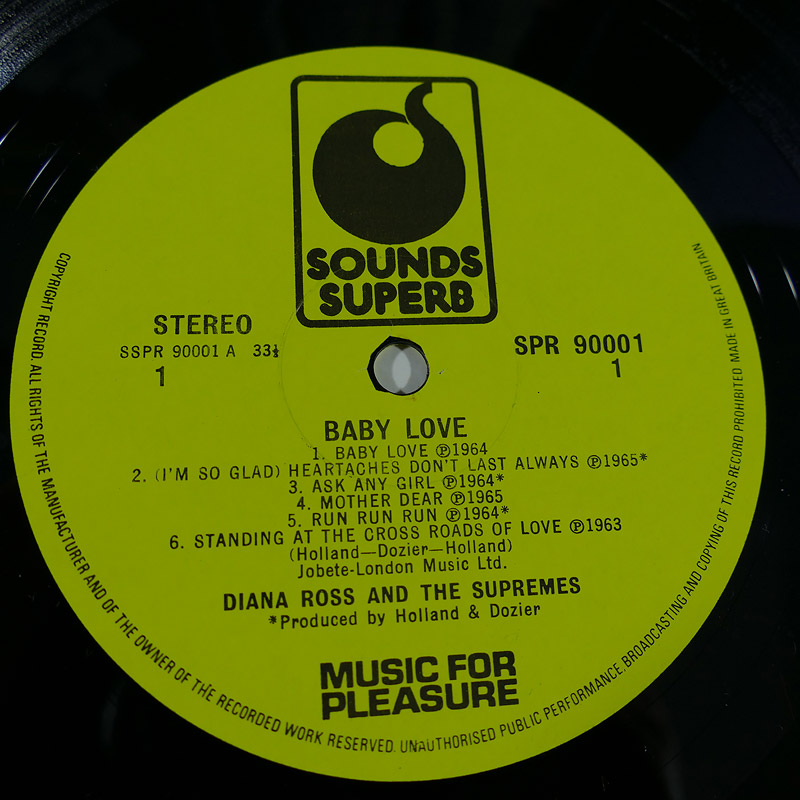 SOUNDS
SUPERB
STEREO
SSPR 90001 A 33⅓
1
SPR 90001
1
BABY LOVE
1. BABY LOVE ℗1964
2. (I'M SO GLAD) HEARTACHES DON'T LAST ALWAYS ℗1965*
3. ASK ANY GIRL ℗1964*
4. MOTHER DEAR ℗1965
5. RUN RUN RUN ℗1964*
6. STANDING AT THE CROSS ROADS OF LOVE ℗1963
(Holland—Dozier—Holland)
Jobete-London Music Ltd.
DIANA ROSS AND THE SUPREMES
*Produced by Holland & Dozier
MUSIC FOR
PLEASURE
COPYRIGHT RECORD. ALL RIGHTS OF THE MANUFACTURER AND OF THE OWNER OF THE RECORDED WORK RESERVED. UNAUTHORISED PUBLIC PERFORMANCE, BROADCASTING AND COPYING OF THIS RECORD PROHIBITED MADE IN GREAT BRITAIN